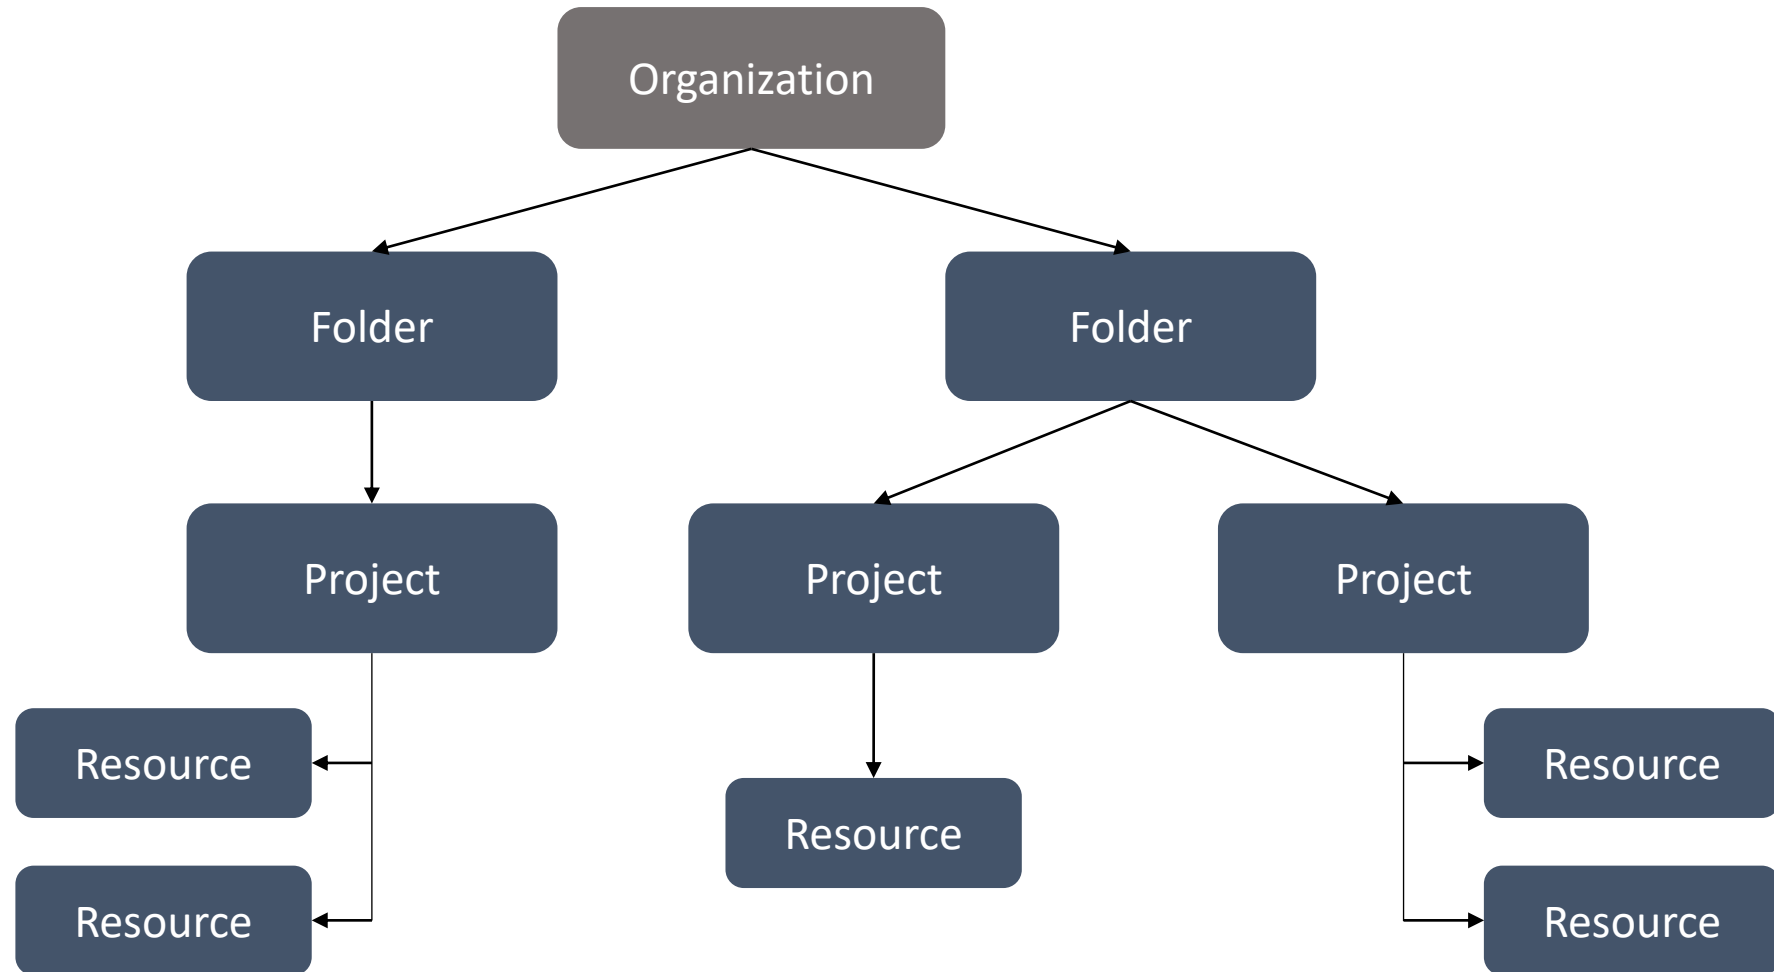 Organization
Folder
Folder
Project
Project
Project
Resource
Resource
Resource
Resource
Resource